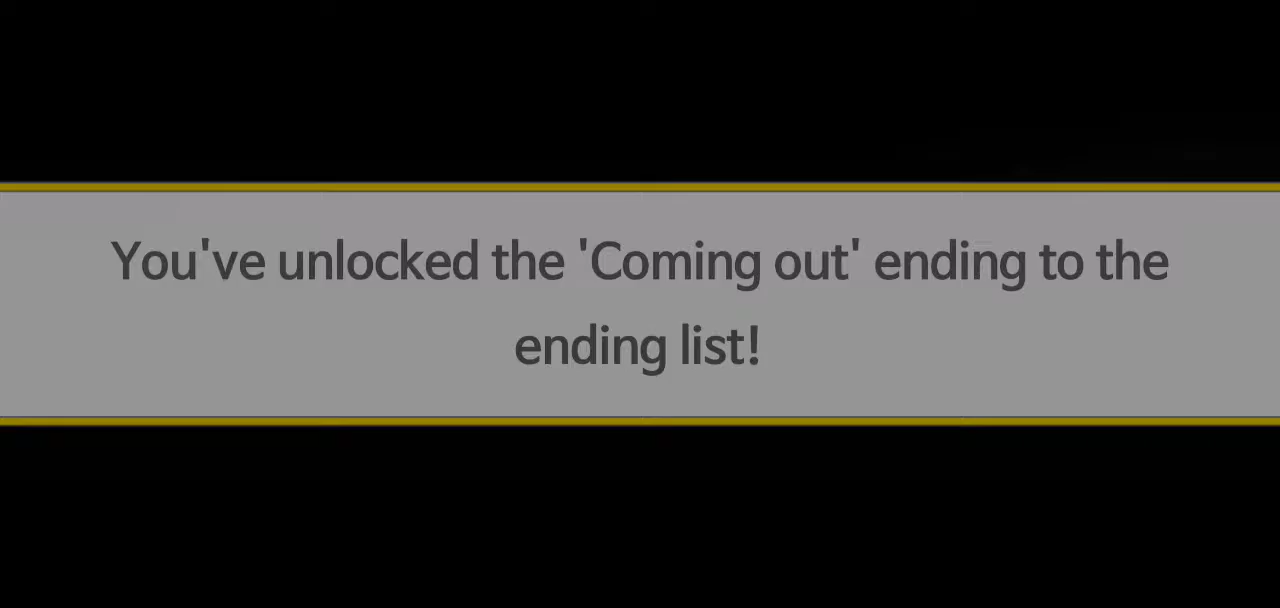 You've unlocked the 'Coming out' ending to the
ending list!